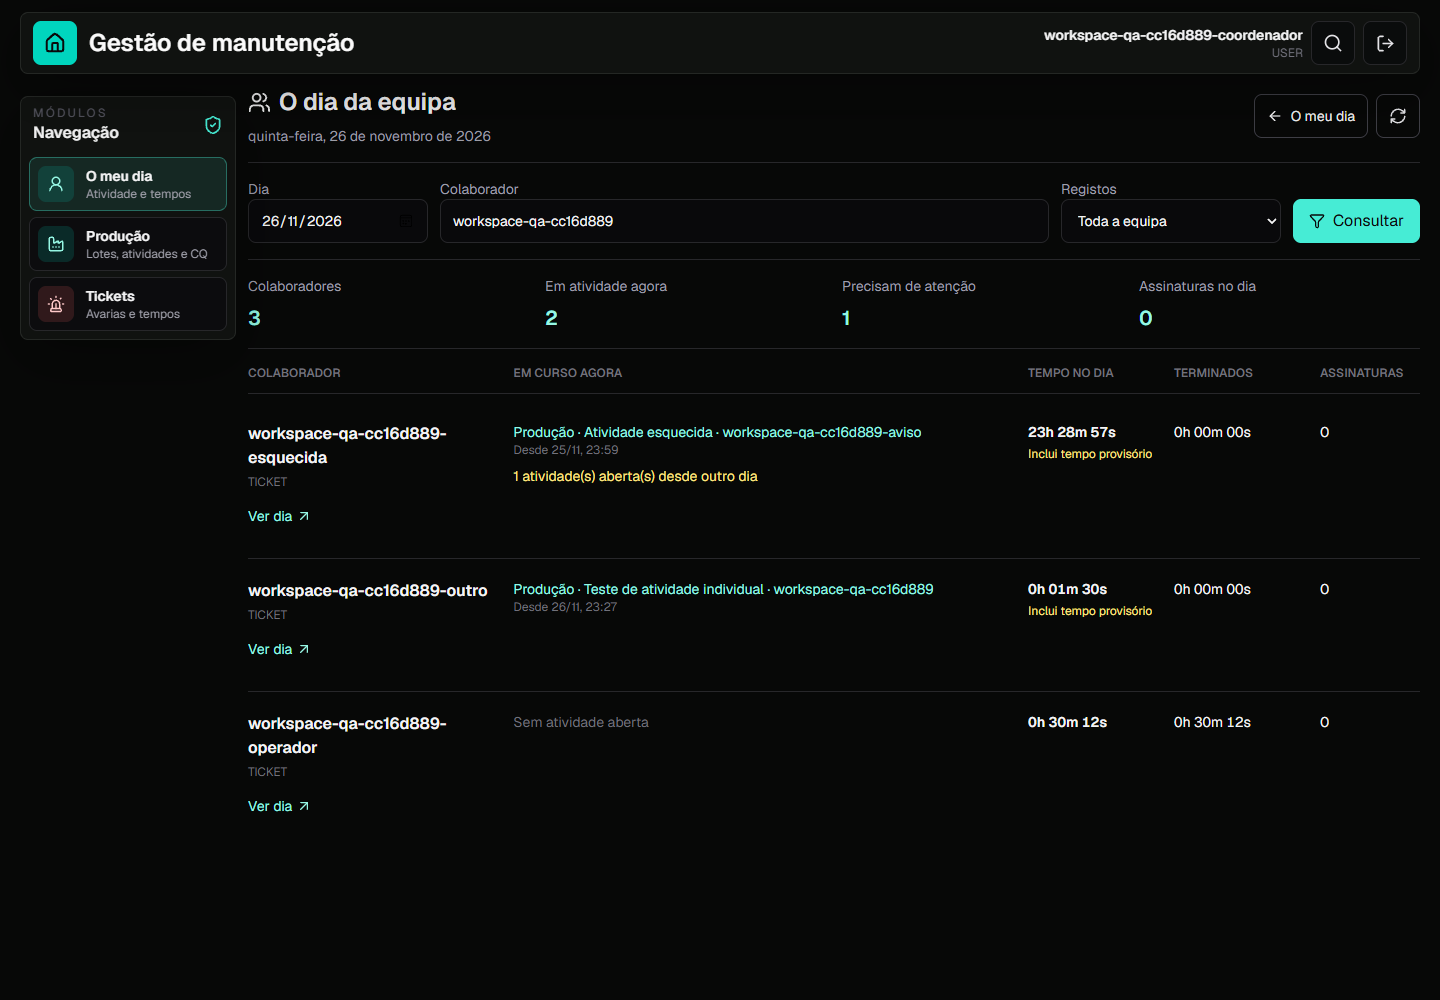 Gestão de manutenção
workspace-qa-cc16d889-coordenador
USER
MÓDULOS
Navegação
O meu dia
Atividade e tempos
Produção
Lotes, atividades e CQ
Tickets
Avarias e tempos
O dia da equipa
quinta-feira, 26 de novembro de 2026
O meu dia
Dia
Colaborador
Registos
26/11/2026
workspace-qa-cc16d889
Toda a equipa
Consultar
Colaboradores
Em atividade agora
Precisam de atenção
Assinaturas no dia
3
2
1
0
COLABORADOR
EM CURSO AGORA
TEMPO NO DIA
TERMINADOS
ASSINATURAS
workspace-qa-cc16d889-
esquecida
TICKET
Ver dia
Produção · Atividade esquecida · workspace-qa-cc16d889-aviso
Desde 25/11, 23:59
1 atividade(s) aberta(s) desde outro dia
23h 28m 57s
Inclui tempo provisório
0h 00m 00s
0
workspace-qa-cc16d889-outro
TICKET
Ver dia
Produção · Teste de atividade individual · workspace-qa-cc16d889
Desde 26/11, 23:27
0h 01m 30s
Inclui tempo provisório
0h 00m 00s
0
workspace-qa-cc16d889-
operador
TICKET
Ver dia
Sem atividade aberta
0h 30m 12s
0h 30m 12s
0